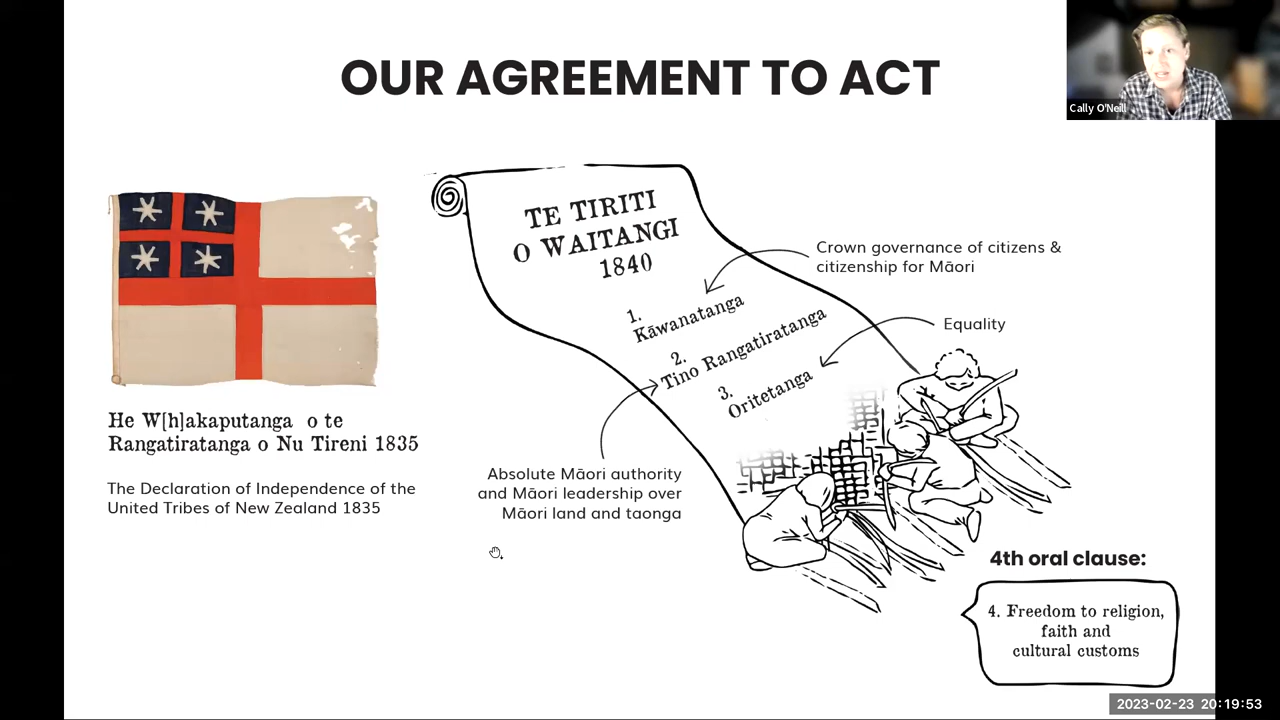 OUR AGREEMENT TO ACT
Cally O'Neill
TE TIRITI
O WAITANGI
1840
1.
Kāwanatanga
2.
Tino Rangatiratanga
3.
Oritetanga
Crown governance of citizens &
citizenship for Māori
Equality
Absolute Māori authority
and Māori leadership over
Māori land and taonga
He W[h]akaputanga o te
Rangatiratanga o Nu Tireni 1835
The Declaration of Independence of the
United Tribes of New Zealand 1835
4th oral clause:
4. Freedom to religion,
faith and
cultural customs
2023-02-23 20:19:53